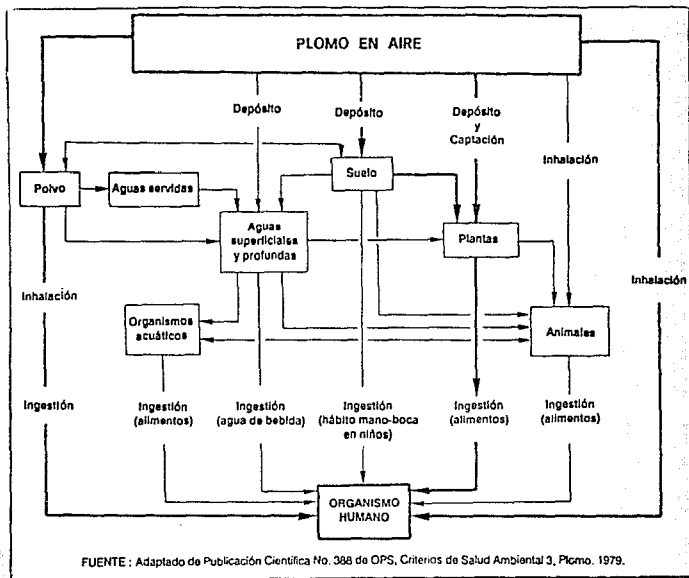 PLOMO EN AIRE
Depósito
Depósito
Depósito
y
Captación
Inhalación
Polvo
Aguas servidas
Suelo
Aguas
superficiales
y profundas
Plantas
Inhalación
Inhalación
Organismos
acuáticos
Animales
Ingestión
Ingestión
(alimentos)
Ingestión
(agua de bebida)
Ingestión
(hábito mano-boca
en niños)
Ingestión
(alimentos)
Ingestión
(alimentos)
ORGANISMO
HUMANO
FUENTE : Adaptado de Publicación Científica No. 388 de OPS, Criterios de Salud Ambiental 3, Plomo. 1979.